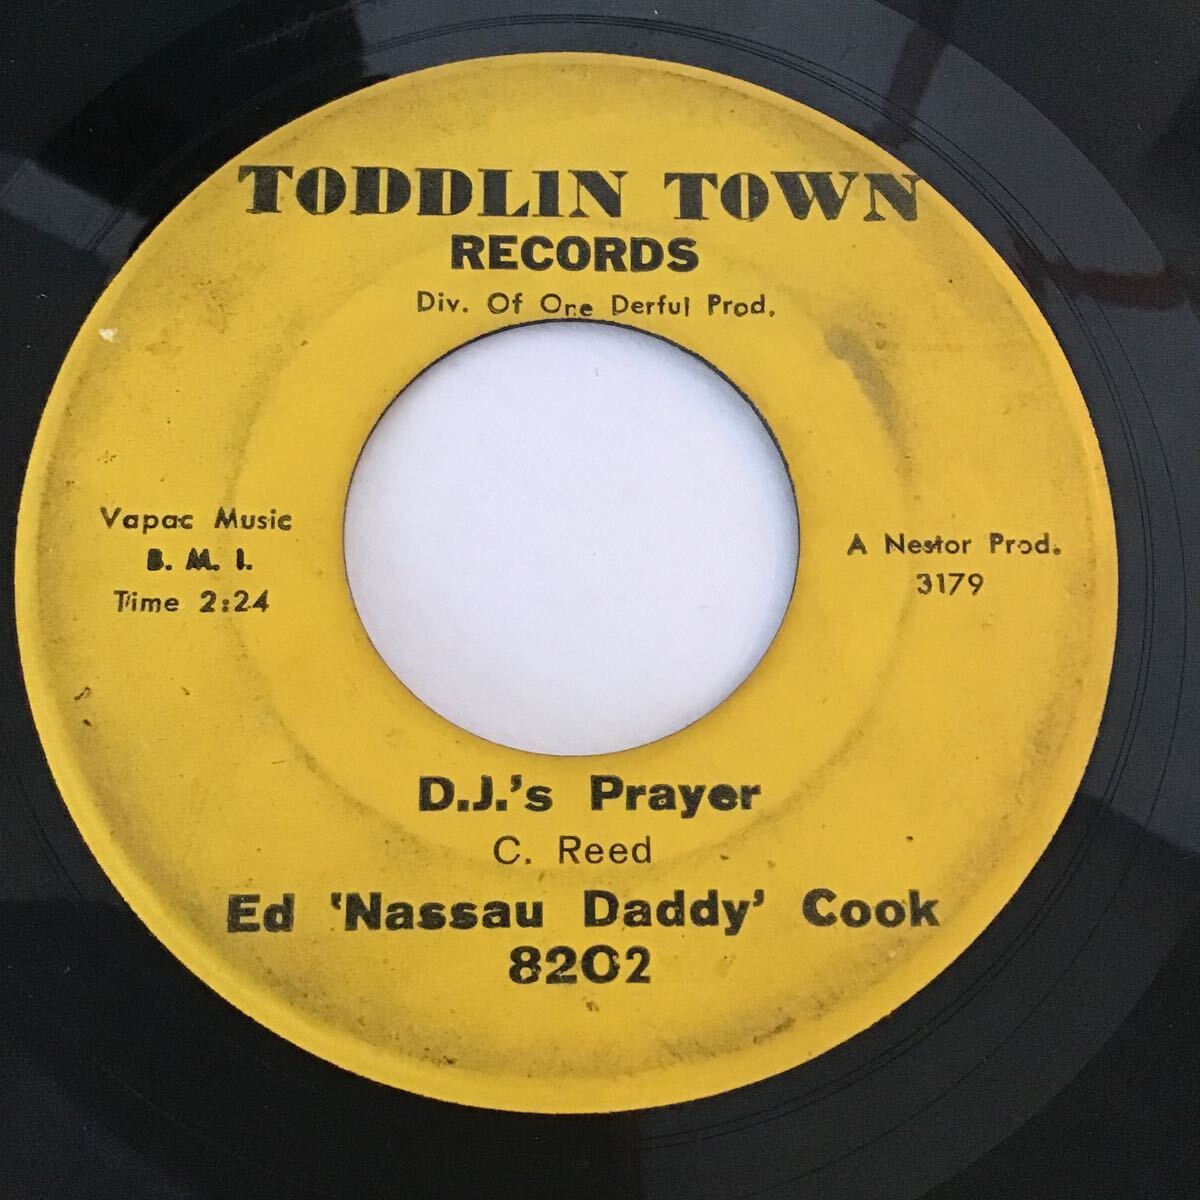 TODDLIN TOWN
RECORDS
Div. Of One Derful Prod.
Vapac Music
B. M. I.
Time 2:24
A Nestor Prod.
3179
D.J.'s Prayer
C. Reed
Ed 'Nassau Daddy' Cook
8202